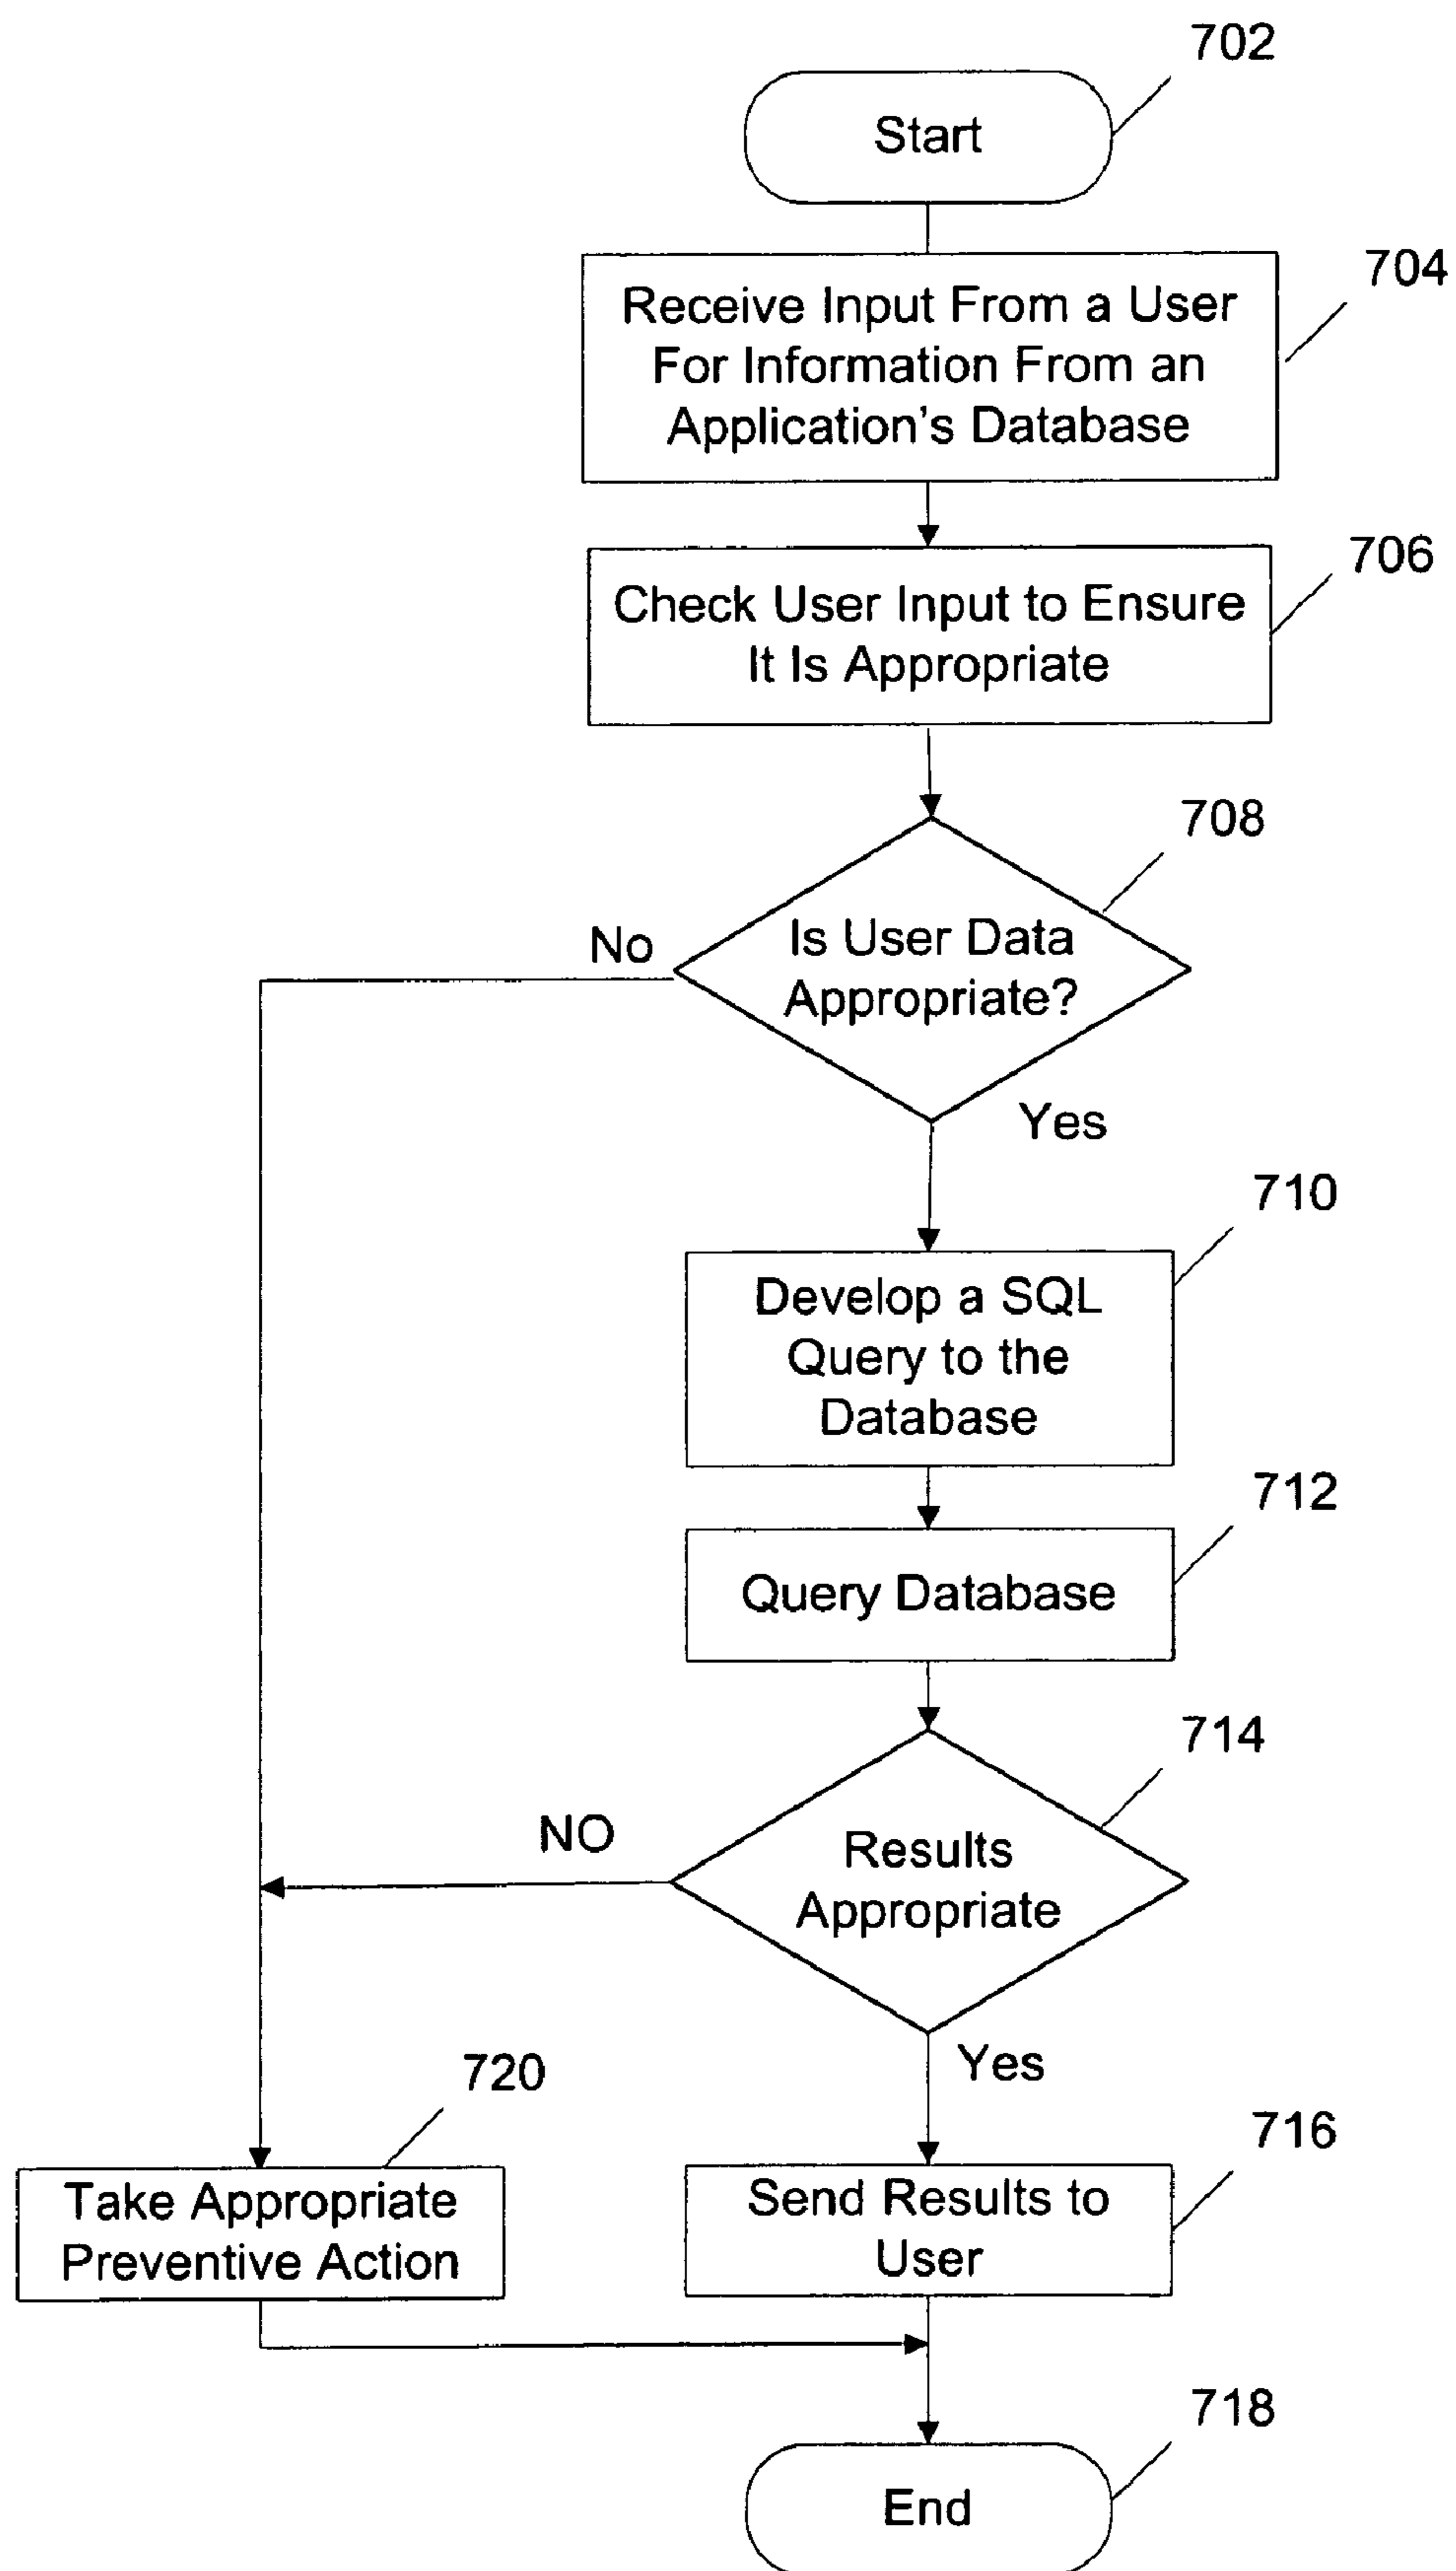 702
Start
704
Receive Input From a User
For Information From an
Application's Database
706
Check User Input to Ensure
It Is Appropriate
708
No
Is User Data
Appropriate?
Yes
710
Develop a SQL
Query to the
Database
712
Query Database
714
NO
Results
Appropriate
Yes
720
716
Take Appropriate
Preventive Action
Send Results to
User
718
End